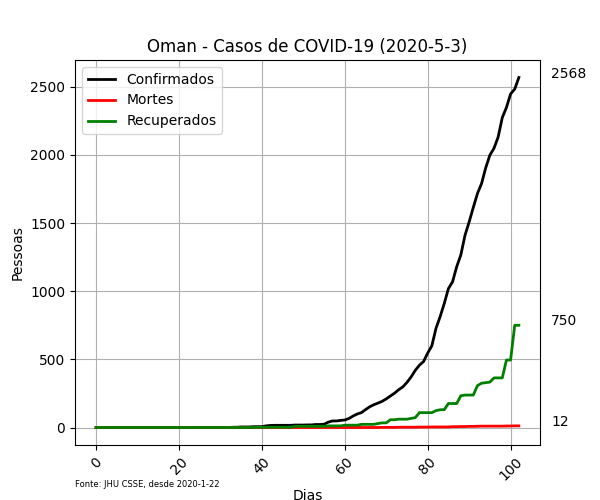 Oman - Casos de COVID-19 (2020-5-3)
Confirmados
Mortes
Recuperados
2568
750
12
2500
2000
1500
1000
500
0
Pessoas
0
20
40
60
80
100
Fonte: JHU CSSE, desde 2020-1-22
Dias